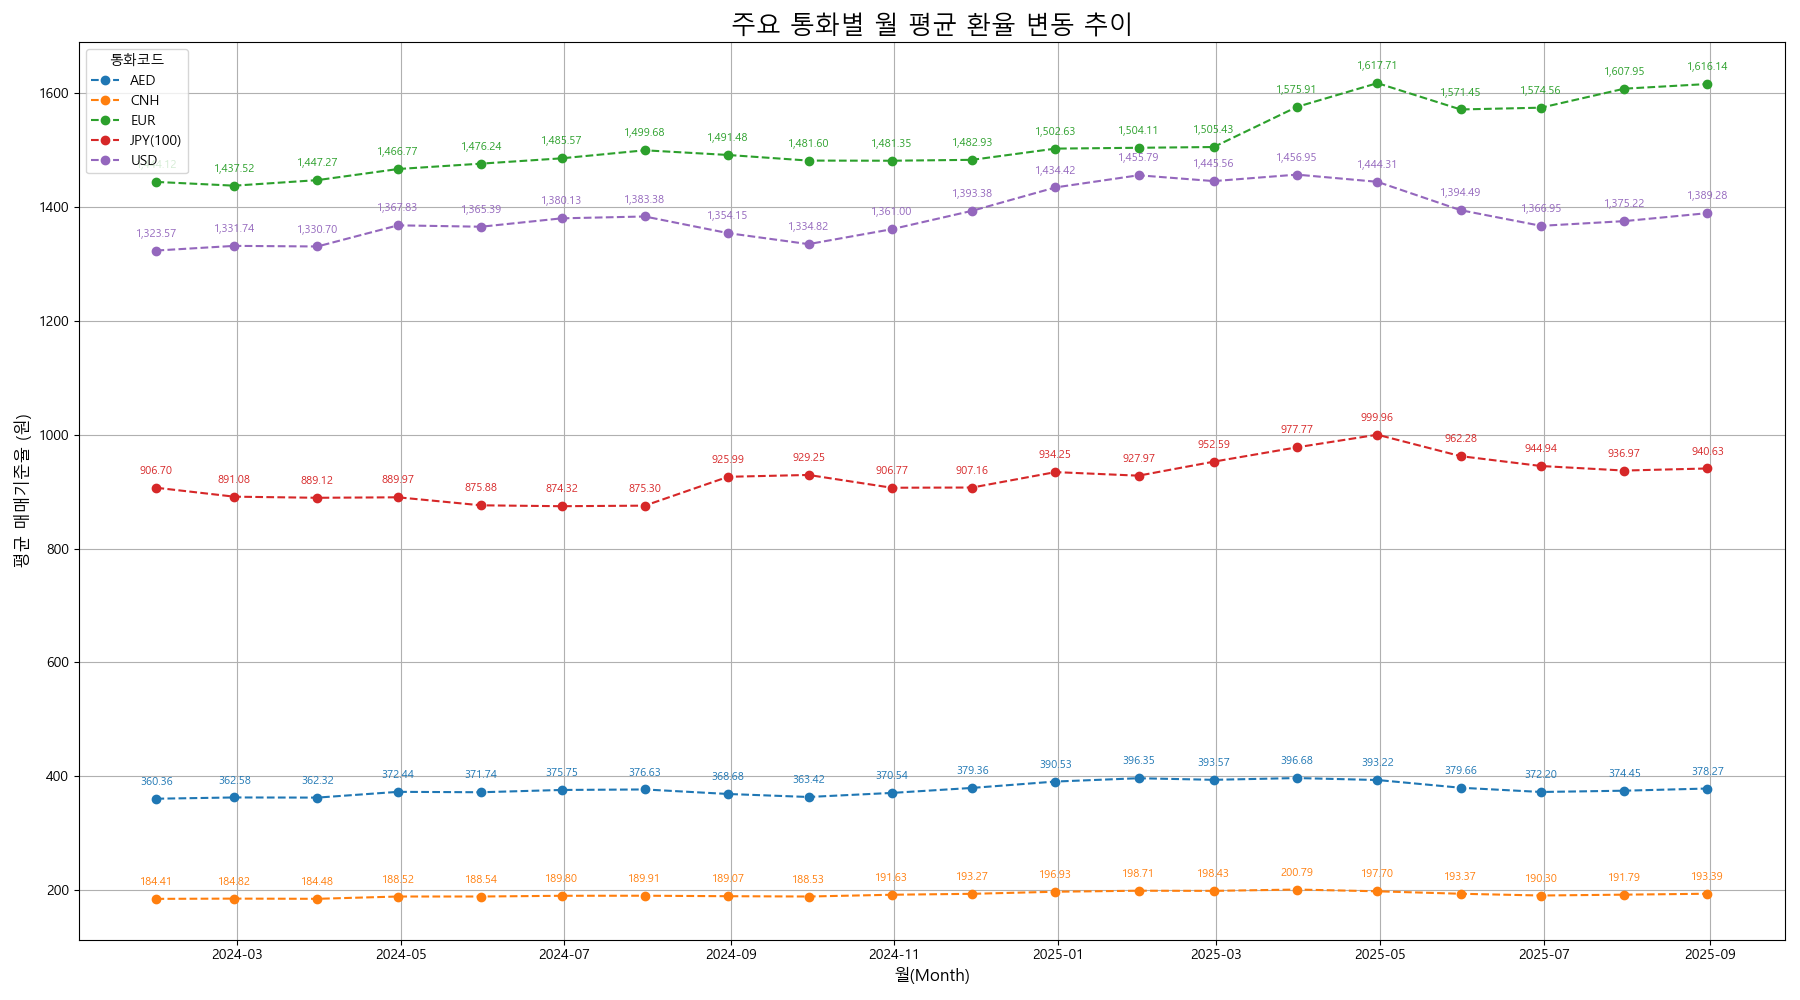 주요 통화별 월 평균 환율 변동 추이
통화코드
AED
CNH
EUR
JPY(100)
USD
평균 매매기준율 (원)
1600
1400
1200
1000
800
600
400
200
1,437.52 1,447.27 1,466.77 1,476.24 1,485.57 1,499.68 1,491.48 1,481.60 1,481.35 1,482.93 1,502.63 1,504.11 1,505.43 1,575.91 1,617.71 1,571.45 1,574.56 1,607.95 1,616.14
1,323.57 1,331.74 1,330.70 1,367.83 1,365.39 1,380.13 1,383.38 1,354.15 1,334.82 1,361.00 1,393.38 1,434.42 1,455.79 1,445.56 1,456.95 1,444.31 1,394.49 1,366.95 1,375.22 1,389.28
906.70 891.08 889.12 889.97 875.88 874.32 875.30 925.99 929.25 906.77 907.16 934.25 927.97 952.59 977.77 999.96 962.28 944.94 936.97 940.63
360.36 362.58 362.32 372.44 371.74 375.75 376.63 368.68 363.42 370.54 379.36 390.53 396.35 393.57 396.68 393.22 379.66 372.20 374.45 378.27
184.41 184.82 184.48 188.52 188.54 189.80 189.91 189.07 188.53 191.63 193.27 196.93 198.71 198.43 200.79 197.70 193.37 190.30 191.79 193.39
2024-03 2024-05 2024-07 2024-09 2024-11 2025-01 2025-03 2025-05 2025-07 2025-09
월(Month)